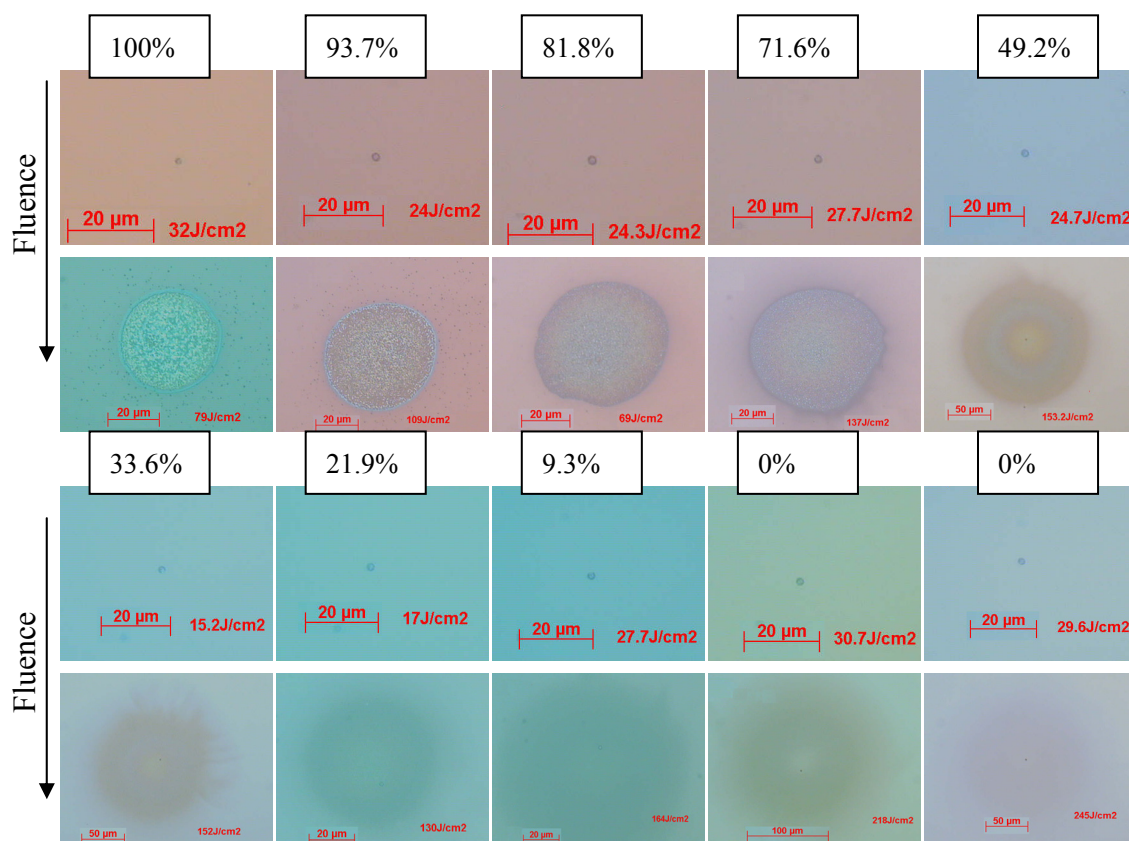 100% 93.7% 81.8% 71.6% 49.2%
Fluence
20 µm 32J/cm2
20 µm 24J/cm2
20 µm 24.3J/cm2
20 µm 27.7J/cm2
20 µm 24.7J/cm2
20 µm 79J/cm2
20 µm 109J/cm2
20 µm 69J/cm2
20 µm 137J/cm2
50 µm 153.2J/cm2
33.6% 21.9% 9.3% 0% 0%
Fluence
20 µm 15.2J/cm2
20 µm 17J/cm2
20 µm 27.7J/cm2
20 µm 30.7J/cm2
20 µm 29.6J/cm2
50 µm 152J/cm2
20 µm 130J/cm2
20 µm 164J/cm2
100 µm 218J/cm2
50 µm 245J/cm2